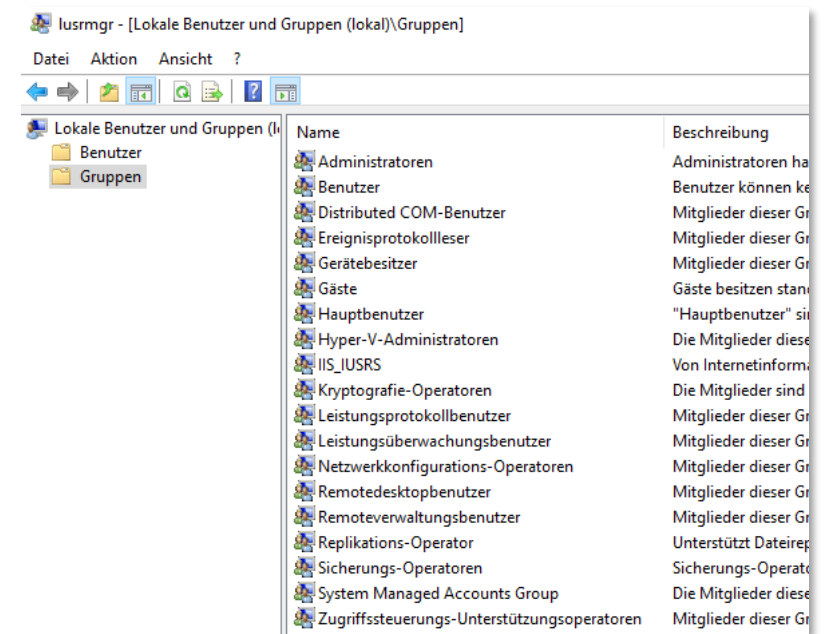 lusrmgr - [Lokale Benutzer und Gruppen (lokal)\Gruppen]
Datei Aktion Ansicht ?
Lokale Benutzer und Gruppen (l
Benutzer
Gruppen
Name Beschreibung
Administratoren Administratoren ha
Benutzer Benutzer können ke
Distributed COM-Benutzer Mitglieder dieser Gr
Ereignisprotokollleser Mitglieder dieser Gr
Gerätebesitzer Mitglieder dieser Gr
Gäste Gäste besitzen stan
Hauptbenutzer "Hauptbenutzer" si
Hyper-V-Administratoren Die Mitglieder diese
IIS_IUSRS Von Internetinforma
Kryptografie-Operatoren Die Mitglieder sind
Leistungsprotokollbenutzer Mitglieder dieser Gr
Leistungsüberwachungsbenutzer Mitglieder dieser Gr
Netzwerkkonfigurations-Operatoren Mitglieder dieser Gr
Remotedesktopbenutzer Mitglieder dieser Gr
Remoteverwaltungsbenutzer Mitglieder dieser Gr
Replikations-Operator Unterstützt Dateirep
Sicherungs-Operatoren Sicherungs-Operato
System Managed Accounts Group Die Mitglieder diese
Zugriffssteuerungs-Unterstützungsoperatoren Mitglieder dieser Gr